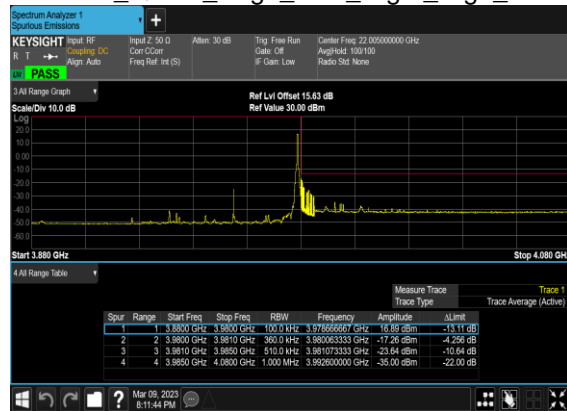 Spectrum Analyzer 1
Spurious Emissions
+
KEYSIGHT Input: RF Input Z: 50 Ω Atten: 30 dB Trig: Free Run Center Freq: 22.005000000 GHz
R T Coupling: DC Corr CCorr Gate: Off Avg|Hold: 100/100
Align: Auto Freq Ref: Int (S) IF Gain: Low Radio Std: None
PASS
3 All Range Graph
Ref Lvl Offset 15.63 dB
Scale/Div 10.0 dB Ref Value 30.00 dBm
Log
20.0
10.0
0.00
-10.0
-20.0
-30.0
-40.0
-50.0
-60.0
Start 3.880 GHz Stop 4.080 GH
4 All Range Table
Measure Trace Trace 1
Trace Type Trace Average (Active)
Spur Range Start Freq Stop Freq RBW Frequency Amplitude ΔLimit
1 1 3.8800 GHz 3.9800 GHz 100.0 kHz 3.978666667 GHz 16.89 dBm -13.11 dB
2 2 3.9800 GHz 3.9810 GHz 360.0 kHz 3.980063333 GHz -17.26 dBm -4.256 dB
3 3 3.9810 GHz 3.9850 GHz 510.0 kHz 3.981073333 GHz -23.64 dBm -10.64 dB
4 4 3.9850 GHz 4.0800 GHz 1.000 MHz 3.992600000 GHz -35.00 dBm -22.00 dB
? Mar 09, 2023
8:11:44 PM